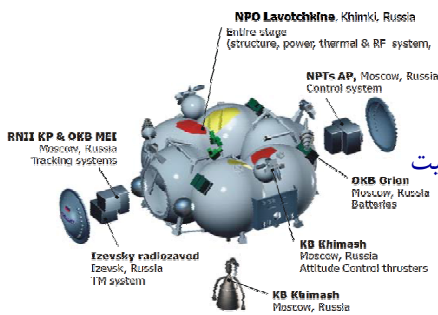 NPO Lavotchkine, Khimki, Russia
Entire stage
(structure, power, thermal & RF system,
NPTs AP, Moscow, Russia
Control system
RNII KP & OKB MEI
Moscow, Russia
Tracking systems
OKB Orion
Moscow, Russia
Batteries
KB Khimash
Moscow, Russia
Attitude Control thrusters
Izevsky radiozavod
Izevsk, Russia
TM system
KB Khimash
Moscow, Russia